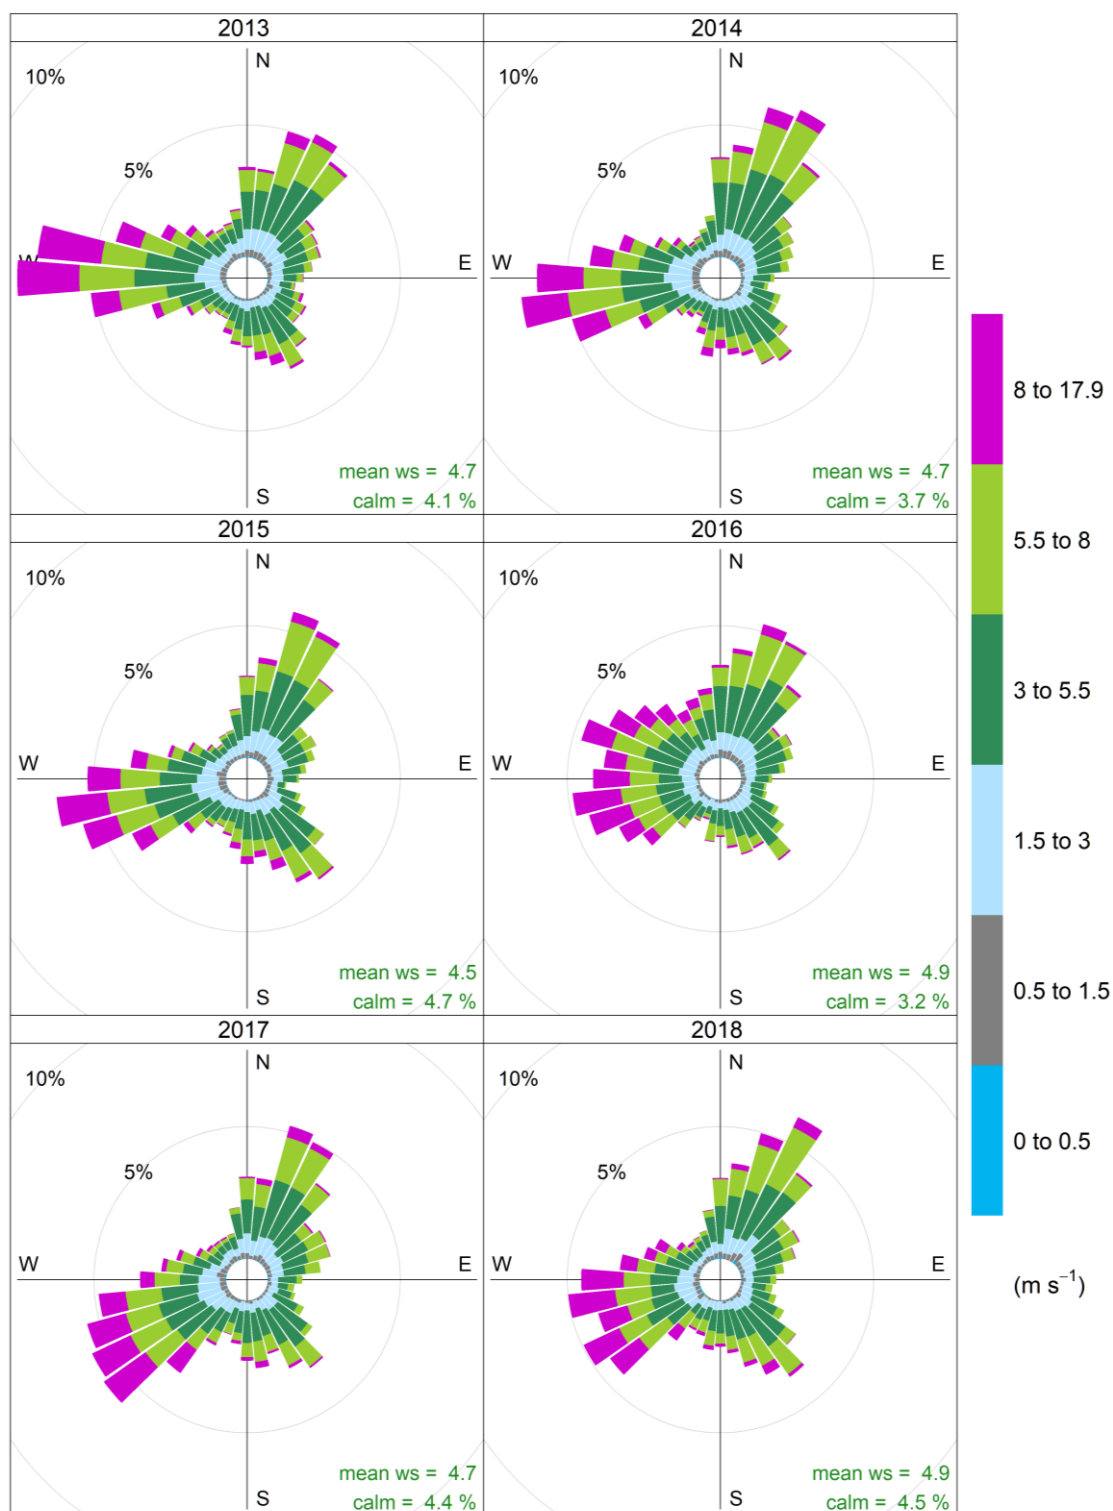 2013
2014
N
10%
5%
W
E
S
mean ws = 4.7
calm = 4.1 %
N
10%
5%
W
E
S
mean ws = 4.7
calm = 3.7 %
2015
2016
N
10%
5%
W
E
S
mean ws = 4.5
calm = 4.7 %
N
10%
5%
W
E
S
mean ws = 4.9
calm = 3.2 %
2017
2018
N
10%
5%
W
E
S
mean ws = 4.7
calm = 4.4 %
N
10%
5%
W
E
S
mean ws = 4.9
calm = 4.5 %
8 to 17.9
5.5 to 8
3 to 5.5
1.5 to 3
0.5 to 1.5
0 to 0.5
(m s⁻¹)